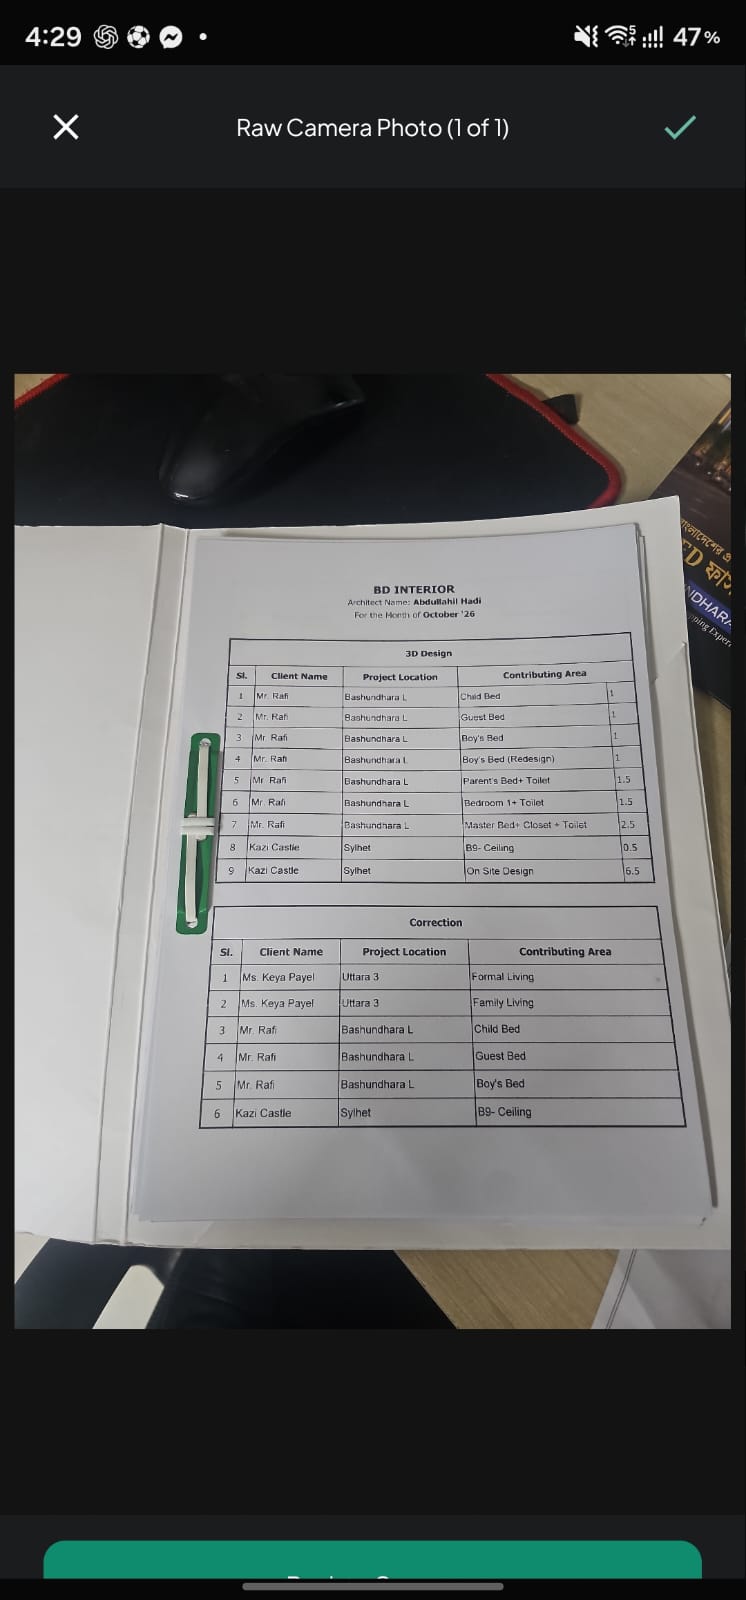 4:29
47%
Raw Camera Photo (1 of 1)
বাংলাদেশের
BD INTERIOR
Architect Name: Abdullahil Hadi
For the Month of October '26
3D Design
Sl. Client Name Project Location Contributing Area
1 Mr. Rafi Bashundhara L Child Bed 1
2 Mr. Rafi Bashundhara L Guest Bed 1
3 Mr. Rafi Bashundhara L Boy's Bed 1
4 Mr. Rafi Bashundhara L Boy's Bed (Redesign) 1
5 Mr. Rafi Bashundhara L Parent's Bed+ Toilet 1.5
6 Mr. Rafi Bashundhara L Bedroom 1+ Toilet 1.5
7 Mr. Rafi Bashundhara L Master Bed+ Closet + Toilet 2.5
8 Kazi Castle Sylhet B9- Ceiling 0.5
9 Kazi Castle Sylhet On Site Design 6.5
Correction
Sl. Client Name Project Location Contributing Area
1 Ms. Keya Payel Uttara 3 Formal Living
2 Ms. Keya Payel Uttara 3 Family Living
3 Mr. Rafi Bashundhara L Child Bed
4 Mr. Rafi Bashundhara L Guest Bed
5 Mr. Rafi Bashundhara L Boy's Bed
6 Kazi Castle Sylhet B9- Ceiling